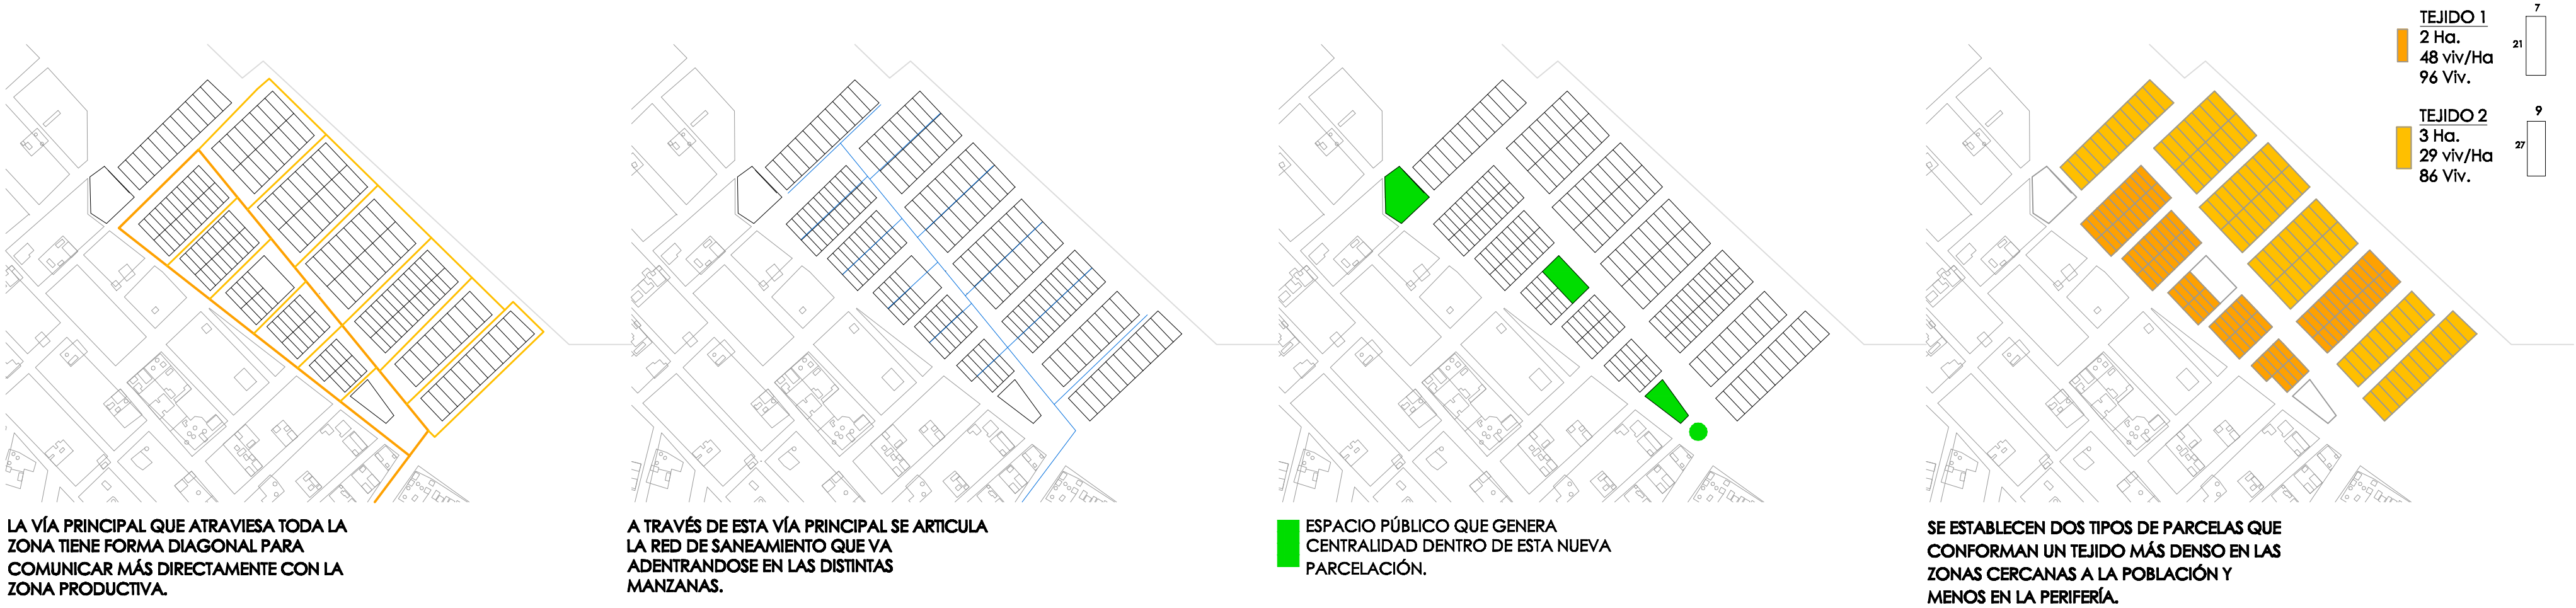 TEJIDO 1
2 Ha.
48 viv/Ha
96 Viv.
7
21
TEJIDO 2
3 Ha.
29 viv/Ha
86 Viv.
9
27
LA VÍA PRINCIPAL QUE ATRAVIESA TODA LA
ZONA TIENE FORMA DIAGONAL PARA
COMUNICAR MÁS DIRECTAMENTE CON LA
ZONA PRODUCTIVA.
A TRAVÉS DE ESTA VÍA PRINCIPAL SE ARTICULA
LA RED DE SANEAMIENTO QUE VA
ADENTRANDOSE EN LAS DISTINTAS
MANZANAS.
ESPACIO PÚBLICO QUE GENERA
CENTRALIDAD DENTRO DE ESTA NUEVA
PARCELACIÓN.
SE ESTABLECEN DOS TIPOS DE PARCELAS QUE
CONFORMAN UN TEJIDO MÁS DENSO EN LAS
ZONAS CERCANAS A LA POBLACIÓN Y
MENOS EN LA PERIFERÍA.